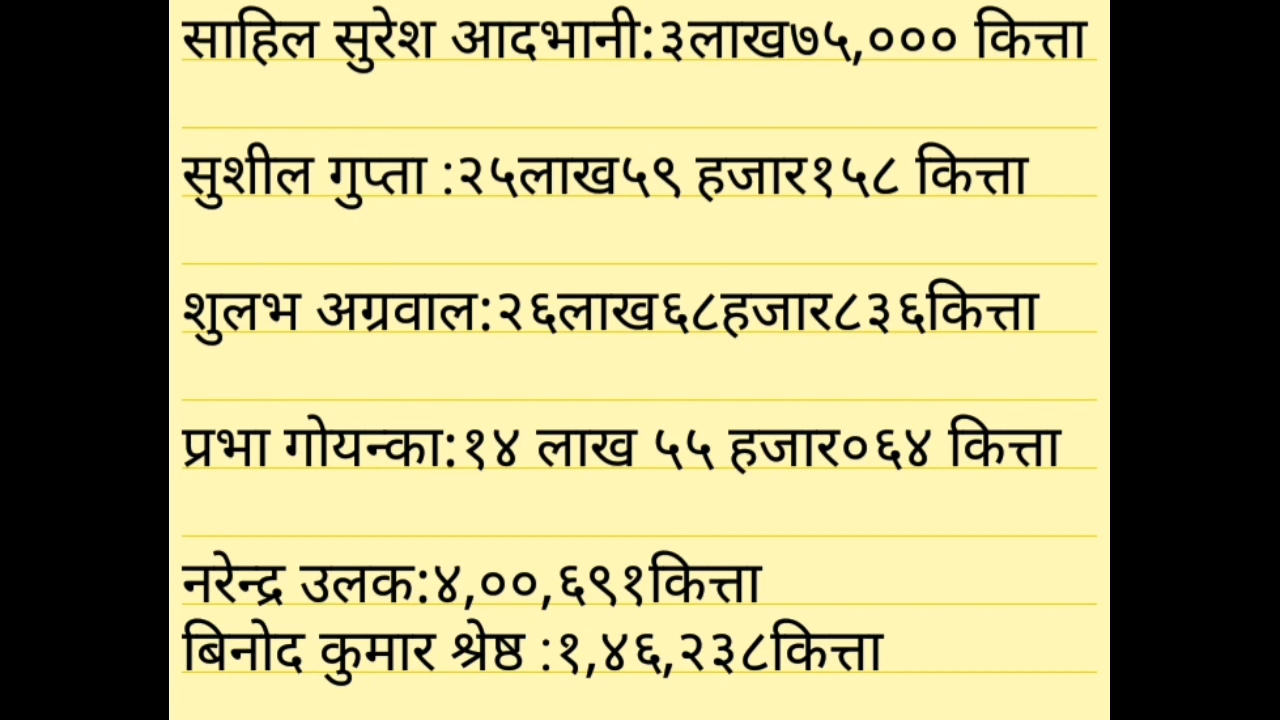 साहिल सुरेश आदभानी:३लाख७५,००० कित्ता
सुशील गुप्ता :२५लाख५९ हजार१५८ कित्ता
शुलभ अग्रवाल:२६लाख६८हजार८३६कित्ता
प्रभा गोयन्का:१४ लाख ५५ हजार०६४ कित्ता
नरेन्द्र उलक:४,००,६९१कित्ता
बिनोद कुमार श्रेष्ठ :१,४६,२३८कित्ता